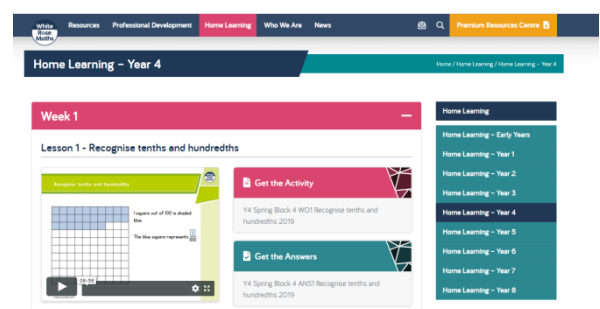 White
Rose
Maths
Resources
Professional Development
Home Learning
Who We Are
News
Premium Resources Centre
Home Learning – Year 4
Home / Home Learning / Home Learning – Year 4
Week 1
Lesson 1 - Recognise tenths and hundredths
Recognise tenths and hundredths
1 square out of 100 is shaded
blue.
The blue square represents
08:58
Get the Activity
Y4 Spring Block 4 WO1 Recognise tenths and
hundredths 2019
Get the Answers
Y4 Spring Block 4 ANS1 Recognise tenths and
hundredths 2019
Home Learning
Home Learning – Early Years
Home Learning – Year 1
Home Learning – Year 2
Home Learning – Year 3
Home Learning – Year 4
Home Learning – Year 5
Home Learning – Year 6
Home Learning – Year 7
Home Learning – Year 8